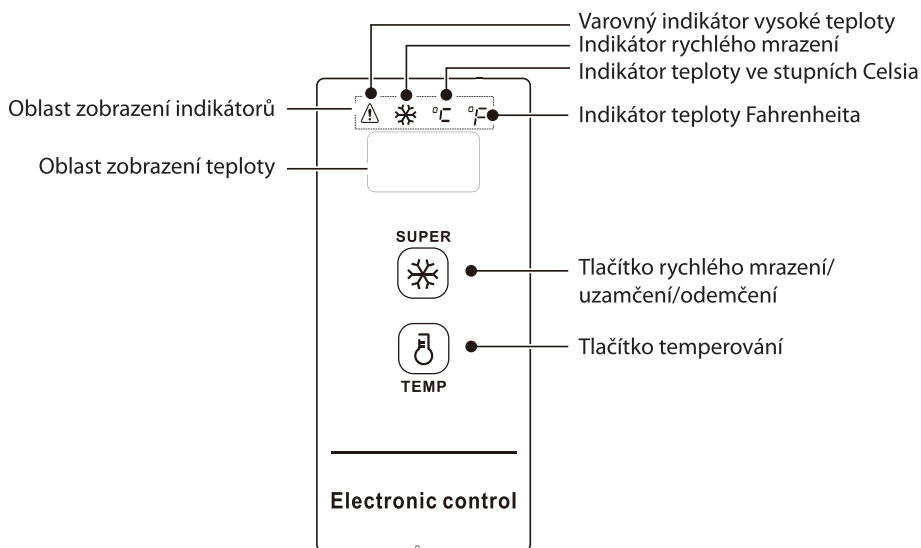 Varovný indikátor vysoké teploty
Indikátor rychlého mrazení
Indikátor teploty ve stupních Celsia
Oblast zobrazení indikátorů
°C °F
Indikátor teploty Fahrenheita
Oblast zobrazení teploty
SUPER
Tlačítko rychlého mrazení/
uzamčení/odemčení
Tlačítko temperování
TEMP
Electronic control